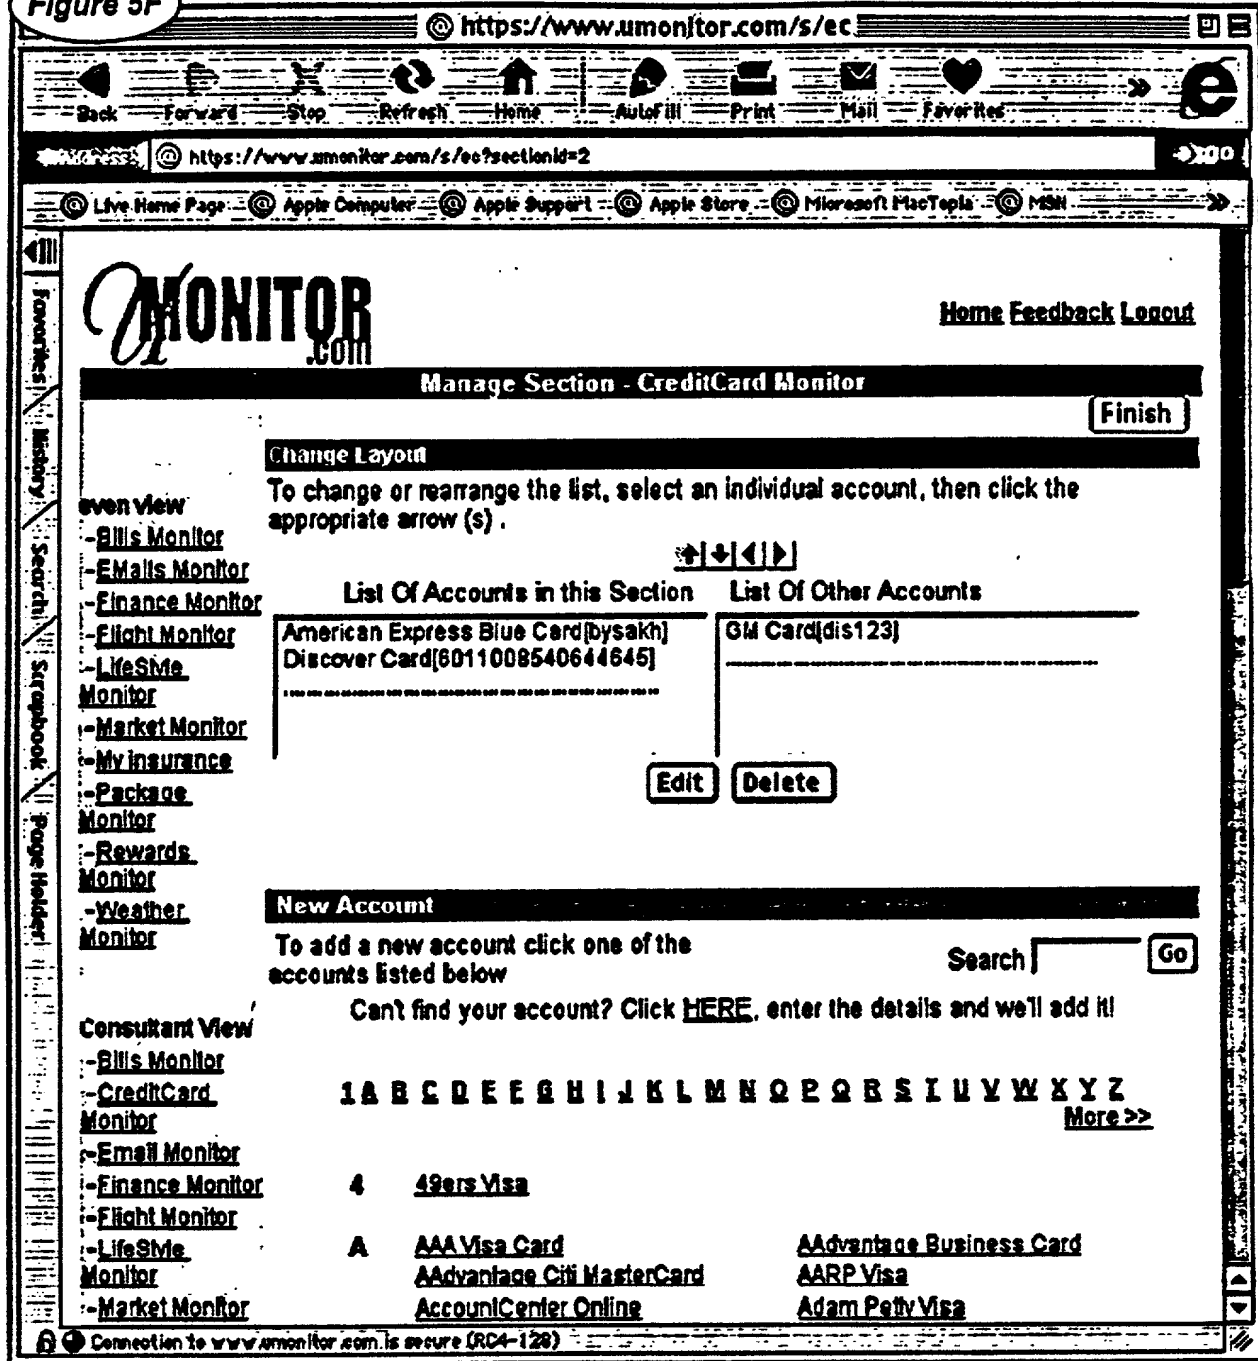 Figure 5F
https://www.umonitor.com/s/ec
Back Forward Stop Refresh Home AutoFill Print Mail Favorites
Address https://www.umonitor.com/s/ec?sectionid=2 go
Live Home Page Apple Computer Apple Support Apple Store Microsoft MacTopia MSN
Favorites History Search Scrapbook Page Holder
UMONITOR.com
Home Feedback Logout
Manage Section - CreditCard Monitor
Finish
Change Layout
To change or rearrange the list, select an individual account, then click the
appropriate arrow (s) .
List Of Accounts in this Section List Of Other Accounts
American Express Blue Card[bysakh] GM Card[dis123]
Discover Card[6011008540644645]
Edit Delete
New Account
To add a new account click one of the
accounts listed below
Search Go
Can't find your account? Click HERE, enter the details and we'll add it!
1 A B C D E F G H I J K L M N O P Q R S T U V W X Y Z
More >>
4 49ers Visa
A AAA Visa Card AAdvantage Business Card
AAdvantage Citi MasterCard AARP Visa
AccountCenter Online Adam Petty Visa
even view
-Bills Monitor
-EMails Monitor
-Finance Monitor
-Flight Monitor
-LifeStyle
Monitor
-Market Monitor
-My insurance
-Package
Monitor
-Rewards
Monitor
-Weather
Monitor
Consultant View
-Bills Monitor
-CreditCard
Monitor
-Email Monitor
-Finance Monitor
-Flight Monitor
-LifeStyle
Monitor
-Market Monitor
Connection to www.umonitor.com is secure (RC4-128)